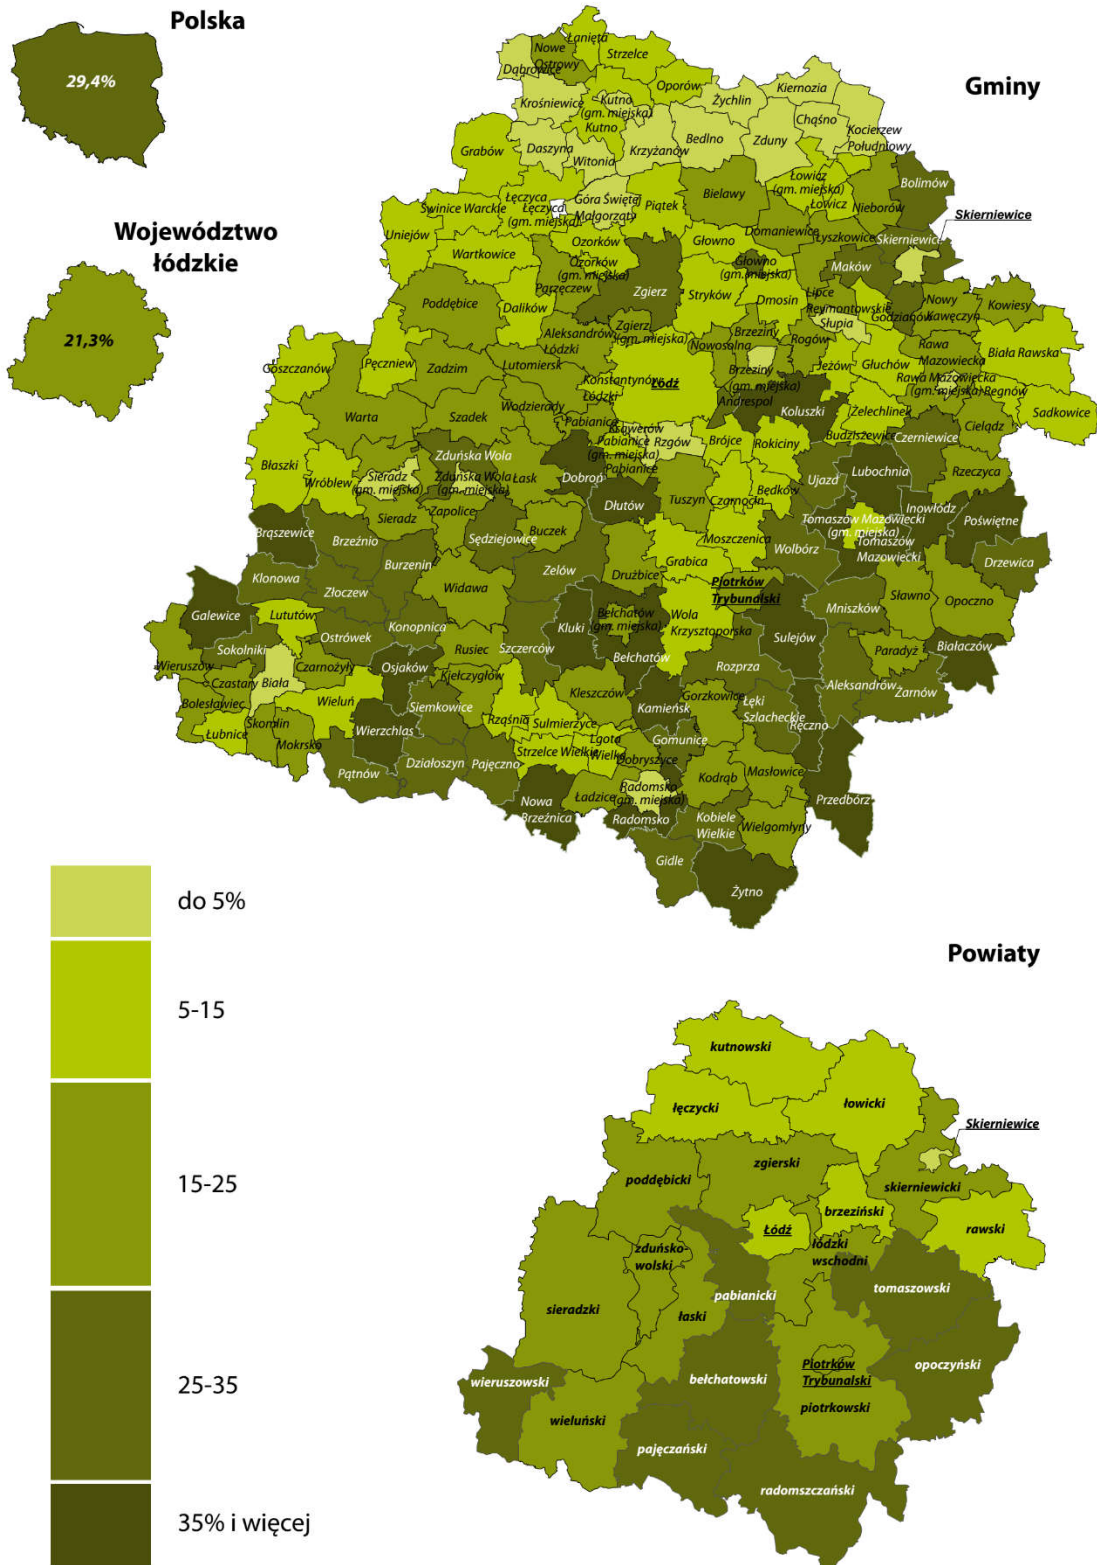 Polska
29,4%
Województwo
łódzkie
21,3%
Gminy
Łanięta
Nowe
Ostrowy
Strzelce
Dąbrowice
Oporów
Kiernozia
Żychlin
Krośniewice
Kutno
(gm. miejska)
Kutno
Chąśno
Kocierzew
Południowy
Bedlno
Zduny
Krzyżanów
Daszyna
Witonia
Grabów
Łowicz
(gm. miejska)
Łowicz
Nieborów
Bolimów
Bielawy
Łęczyca
Łęczyca
(gm. miejska)
Góra Świętej
Małgorzaty
Piątek
Świnice Warckie
Skierniewice
Uniejów
Domaniewice
Łyszkowice
Skierniewice
Ozorków
Ozorków
(gm. miejska)
Głowno
Głowno
(gm. miejska)
Maków
Wartkowice
Parzęczew
Zgierz
Stryków
Dmosin
Lipce
Reymontowskie
Godzianów
Nowy
Kawęczyn
Kowiesy
Poddębice
Dalików
Słupia
Aleksandrów
Łódzki
Zgierz
(gm. miejska)
Nowosolna
Brzeziny
Rogów
Rawa
Mazowiecka
Biała Rawska
Goszczanów
Pęczniew
Zadzim
Lutomiersk
Brzeziny
(gm. miejska)
Jeżów
Głuchów
Rawa Mazowiecka
(gm. miejska)
Regnów
Konstantynów
Łódzki
Łódź
Andrespol
Koluszki
Sadkowice
Warta
Szadek
Wodzierady
Pabianice
Żelechlinek
Cielądz
Ksawerów
Pabianice
(gm. miejska)
Rzgów
Brójce
Rokiciny
Budziszewice
Czerniewice
Błaszki
Wróblew
Sieradz
(gm. miejska)
Zduńska Wola
Zduńska Wola
(gm. miejska)
Łask
Dobroń
Pabianice
Ujazd
Lubochnia
Rzeczyca
Zapolice
Sieradz
Dłutów
Tuszyn
Czarnocin
Będków
Inowłódz
Tomaszów Mazowiecki
(gm. miejska)
Tomaszów
Mazowiecki
Poświętne
Brąszewice
Brzeźnio
Buczek
Sędziejowice
Moszczenica
Wolbórz
Drzewica
Klonowa
Burzenin
Zelów
Grabica
Drużbice
Widawa
Piotrków
Trybunalski
Złoczew
Mniszków
Sławno
Opoczno
Galewice
Lututów
Konopnica
Bełchatów
(gm. miejska)
Wola
Krzysztoporska
Sokolniki
Ostrówek
Rusiec
Szczerców
Kluki
Bełchatów
Sulejów
Paradyż
Białaczów
Wieruszów
Czarnożyły
Osjaków
Rozprza
Czastary
Biała
Kiełczygłów
Aleksandrów
Żarnów
Bolesławiec
Wieluń
Siemkowice
Kleszczów
Kamieńsk
Gorzkowice
Łęki
Szlacheckie
Ręczno
Łubnice
Skomlin
Mokrsko
Wierzchlas
Rząśnia
Sulmierzyce
Strzelce Wielkie
Lgota
Wielka
Gomunice
Dobryszyce
Pątnów
Działoszyn
Pajęczno
Kodrąb
Masłowice
Nowa
Brzeźnica
Ładzice
Radomsko
(gm. miejska)
Radomsko
Przedbórz
Kobiele
Wielkie
Wielgomłyny
Gidle
Żytno
do 5%
5-15
15-25
25-35
35% i więcej
Powiaty
kutnowski
łęczycki
łowicki
Skierniewice
zgierski
poddębicki
skierniewicki
brzeziński
rawski
Łódź
łódzki
wschodni
zduńsko-
wolski
tomaszowski
pabianicki
sieradzki
łaski
opoczyński
Piotrków
Trybunalski
wieruszowski
bełchatowski
piotrkowski
wieluński
pajęczański
radomszczański